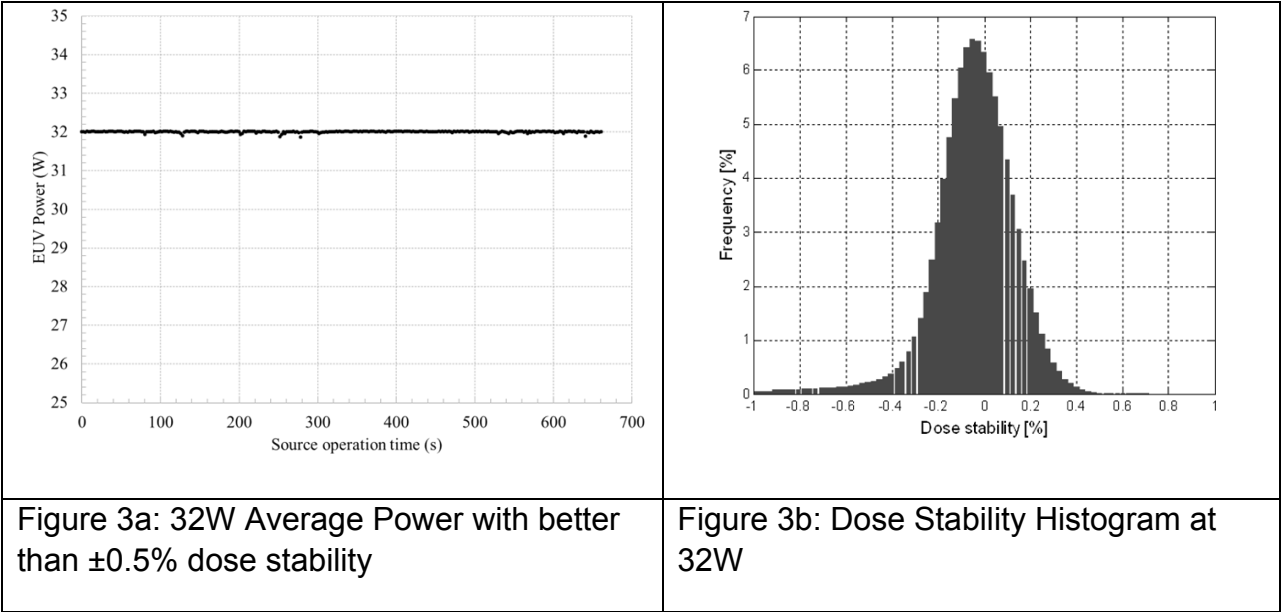 35
34
33
32
31
30
29
28
27
26
25
EUV Power (W)
0 100 200 300 400 500 600 700
Source operation time (s)
7
6
5
4
3
2
1
0
Frequency [%]
-1 -0.8 -0.6 -0.4 -0.2 0 0.2 0.4 0.6 0.8 1
Dose stability [%]
Figure 3a: 32W Average Power with better
than ±0.5% dose stability
Figure 3b: Dose Stability Histogram at
32W